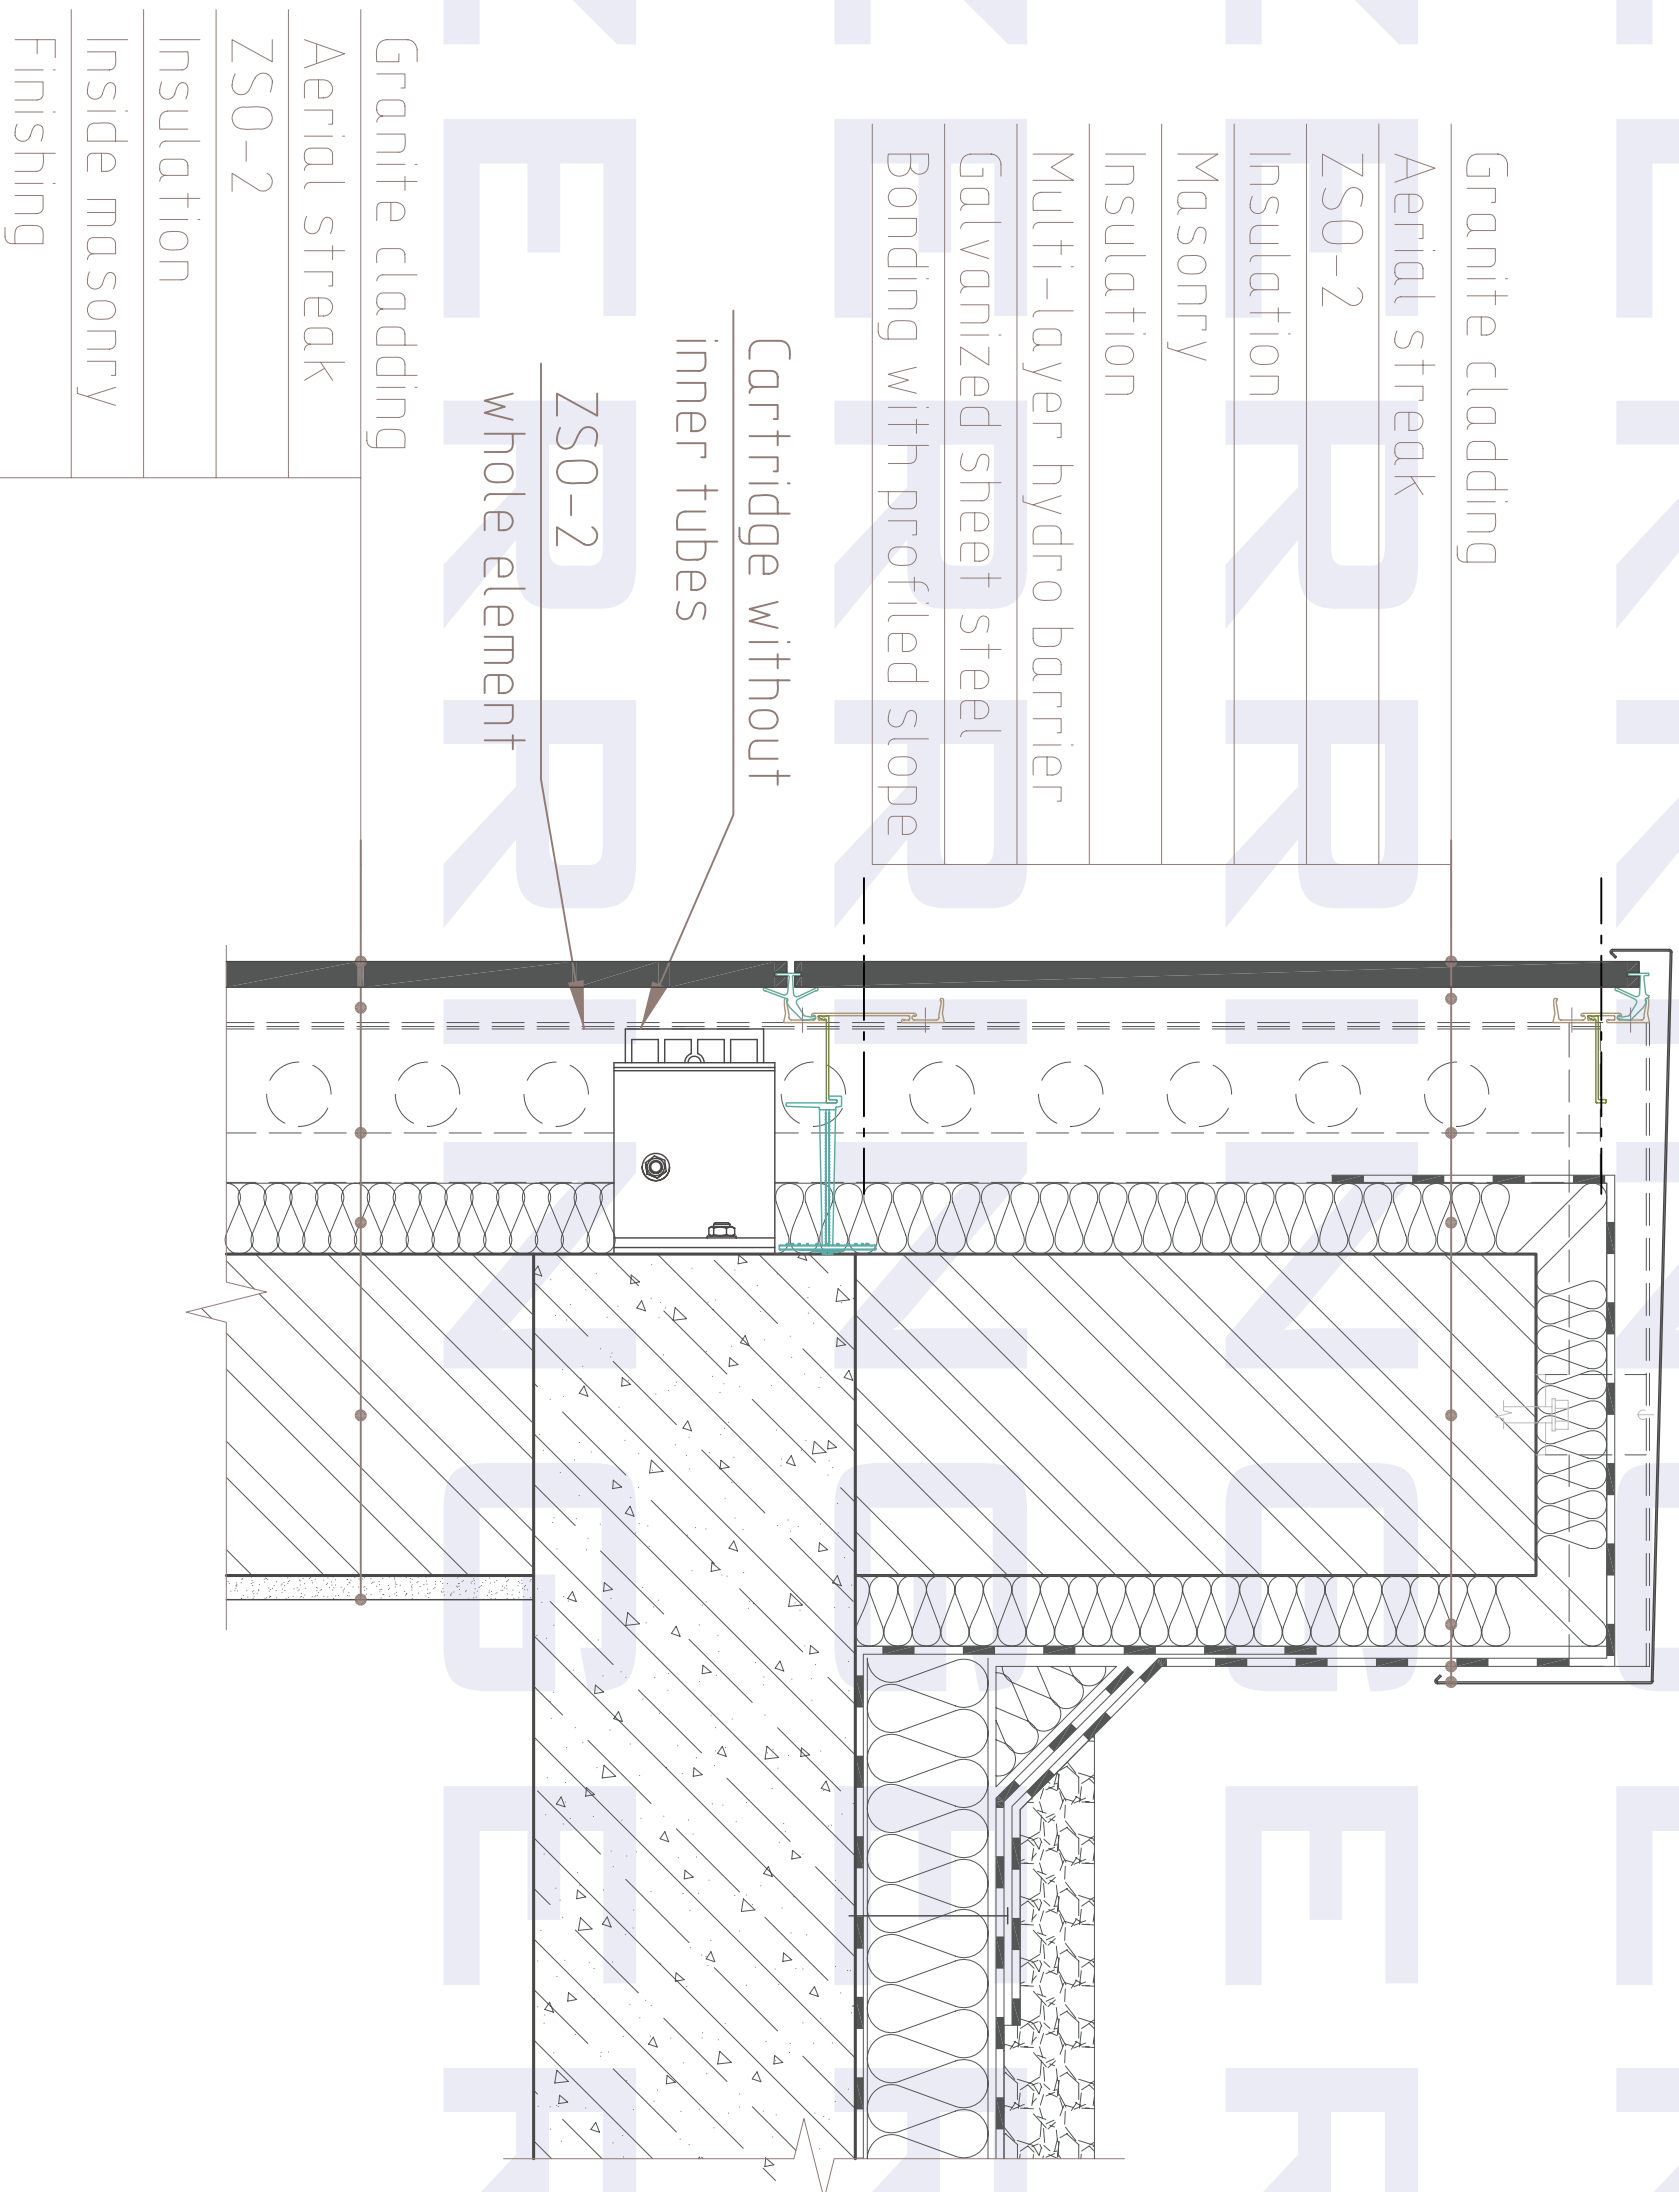 Granite cladding
Aerial streak
ZSO-2
Insulation
Masony
Insulation
Multi-layer hydro barrier
Galvanized sheet steel
Bonding with profiled slope
Cartridge without
inner tubes
ZSO-2
whole element
Granite cladding
Aerial streak
ZSO-2
Insulation
Inside masonry
Finishing